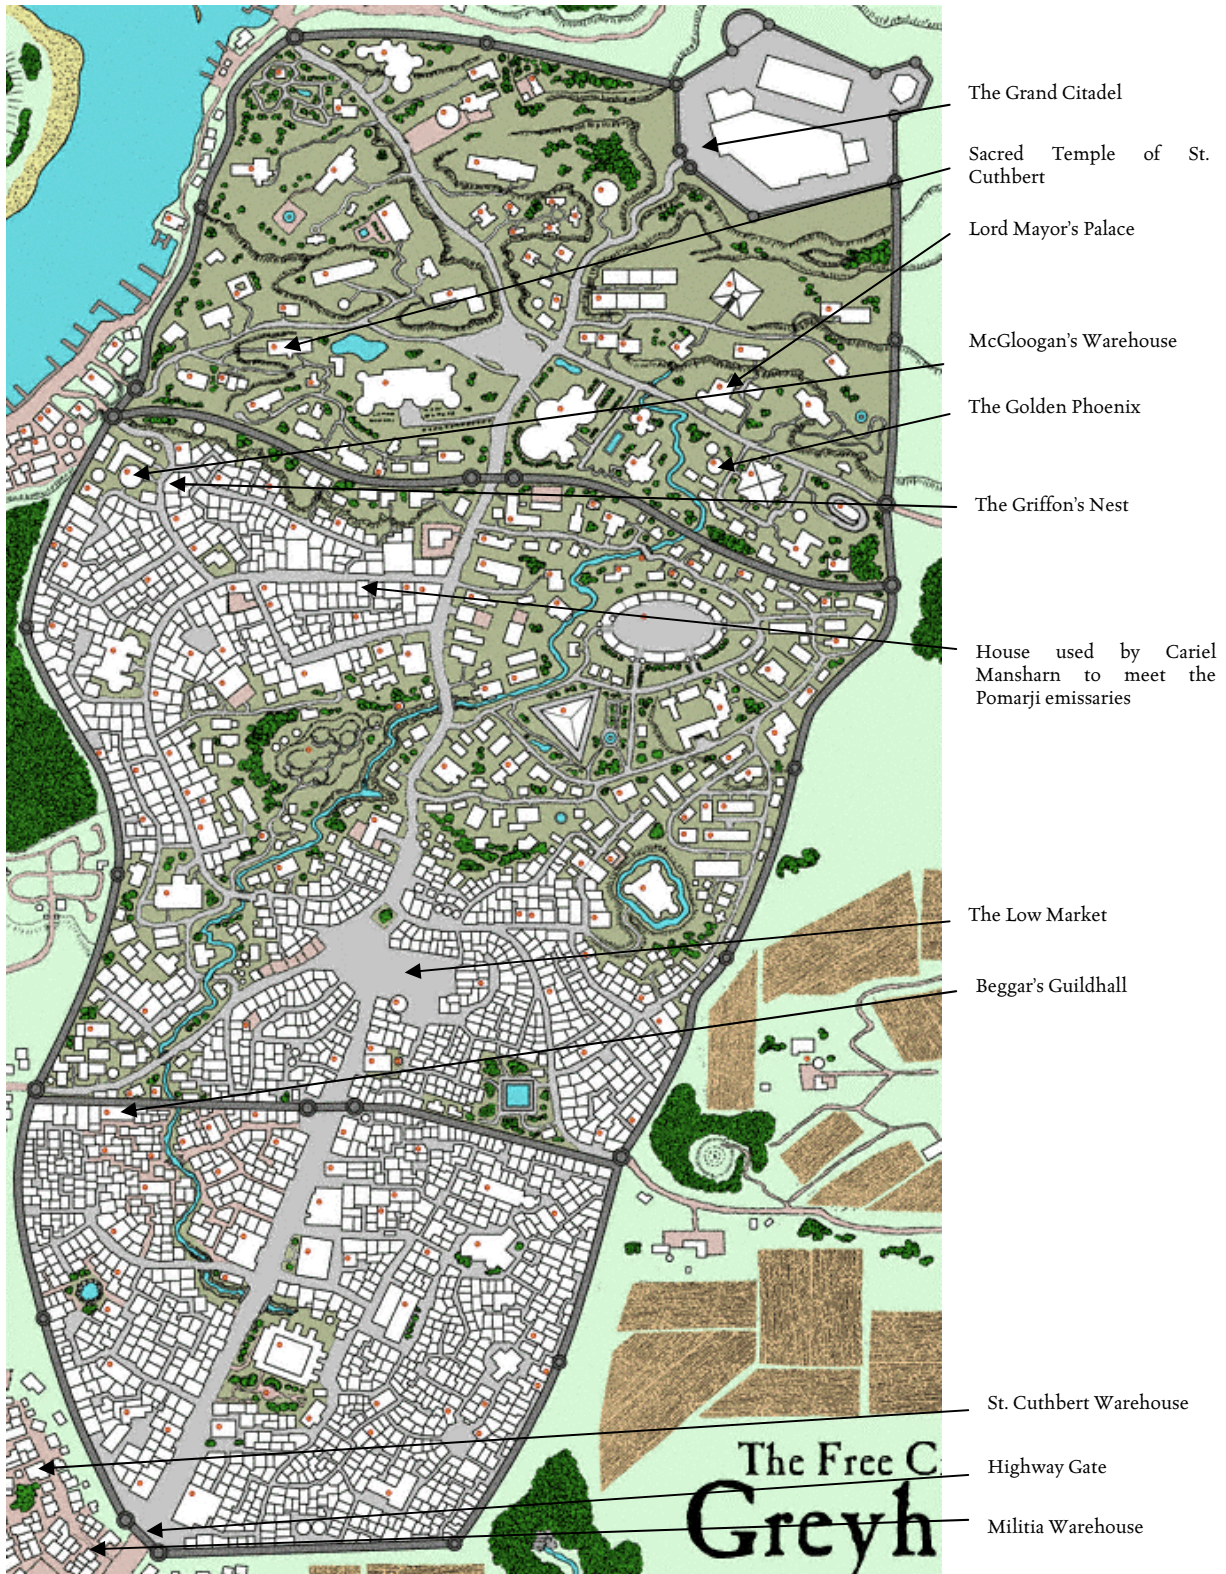 The Grand Citadel
Sacred Temple of St.
Cuthbert
Lord Mayor's Palace
McGloogan's Warehouse
The Golden Phoenix
The Griffon's Nest
House used by Cariel
Mansharn to meet the
Pomarji emissaries
The Low Market
Beggar's Guildhall
St. Cuthbert Warehouse
Highway Gate
Militia Warehouse
The Free C
Greyh